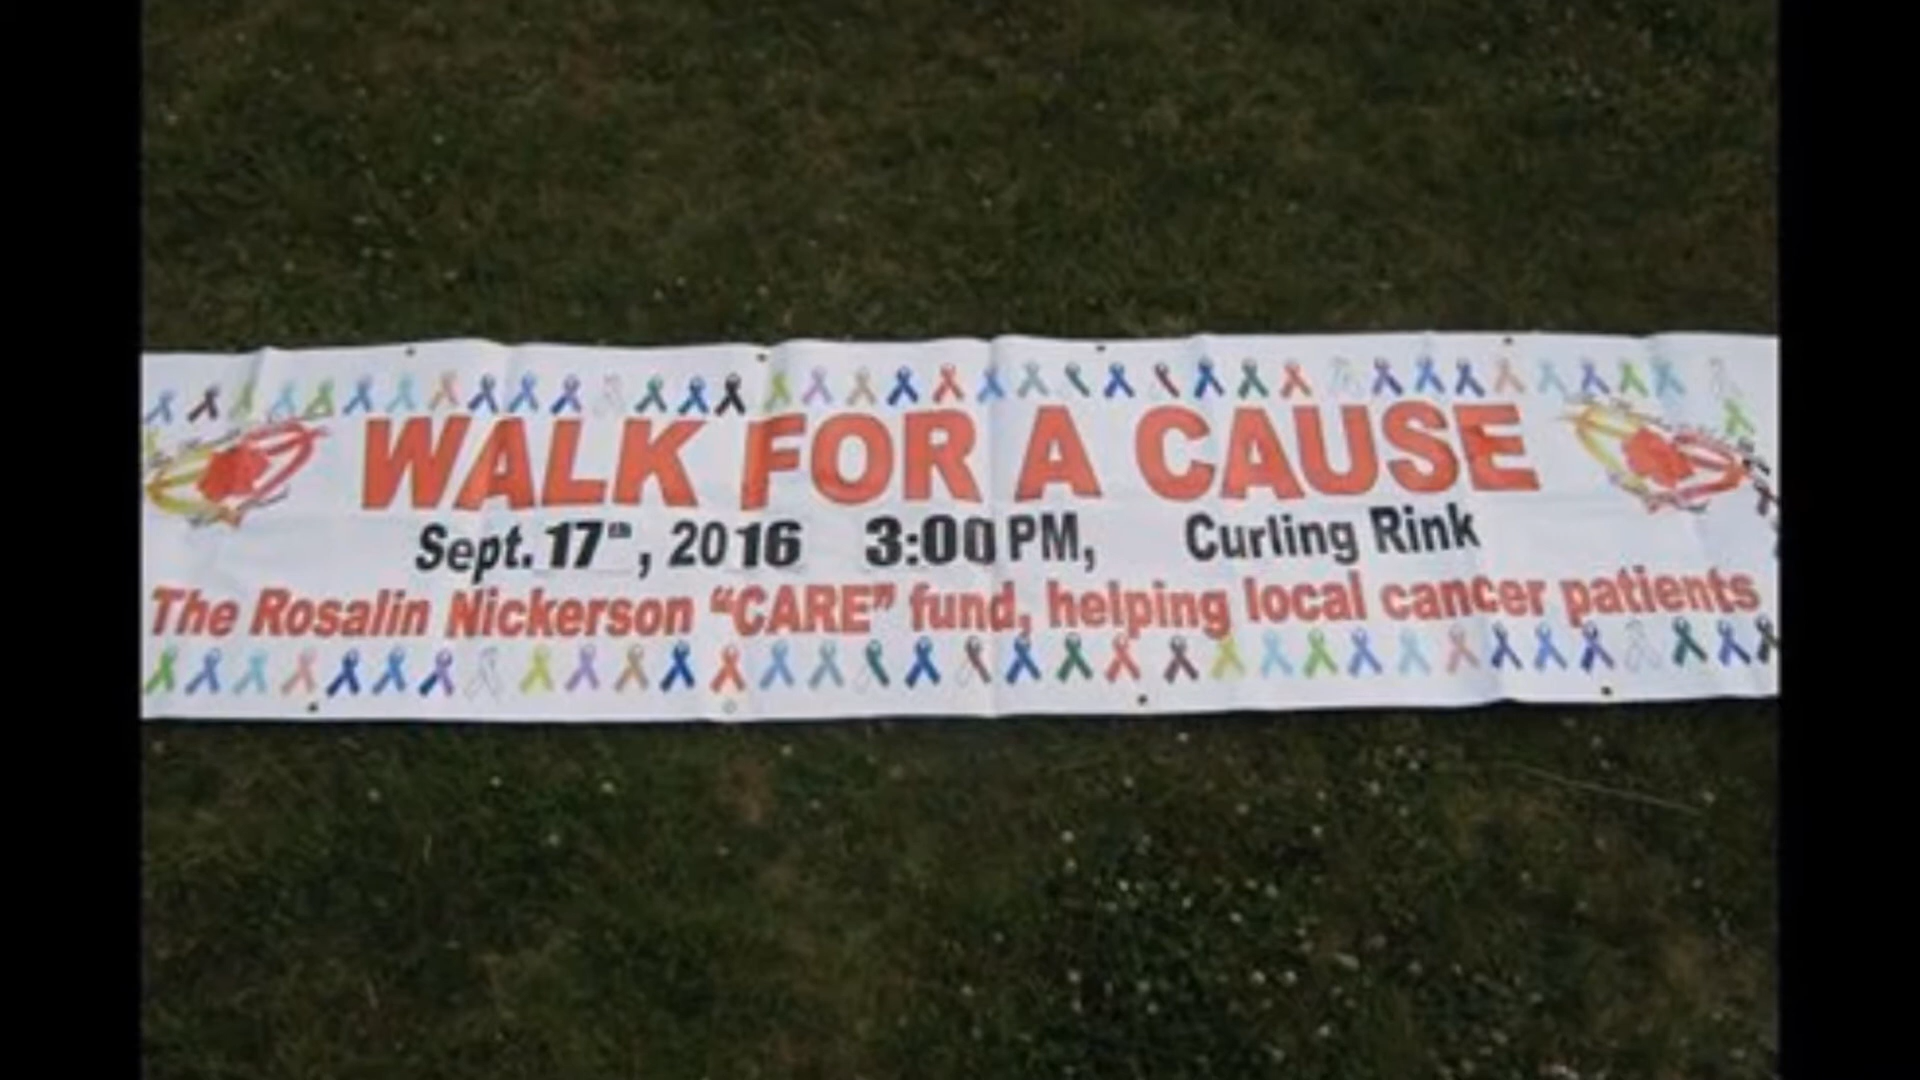 WALK FOR A CAUSE
Sept. 17th, 2016 3:00 PM, Curling Rink
The Rosalin Nickerson “CARE” fund, helping local cancer patients